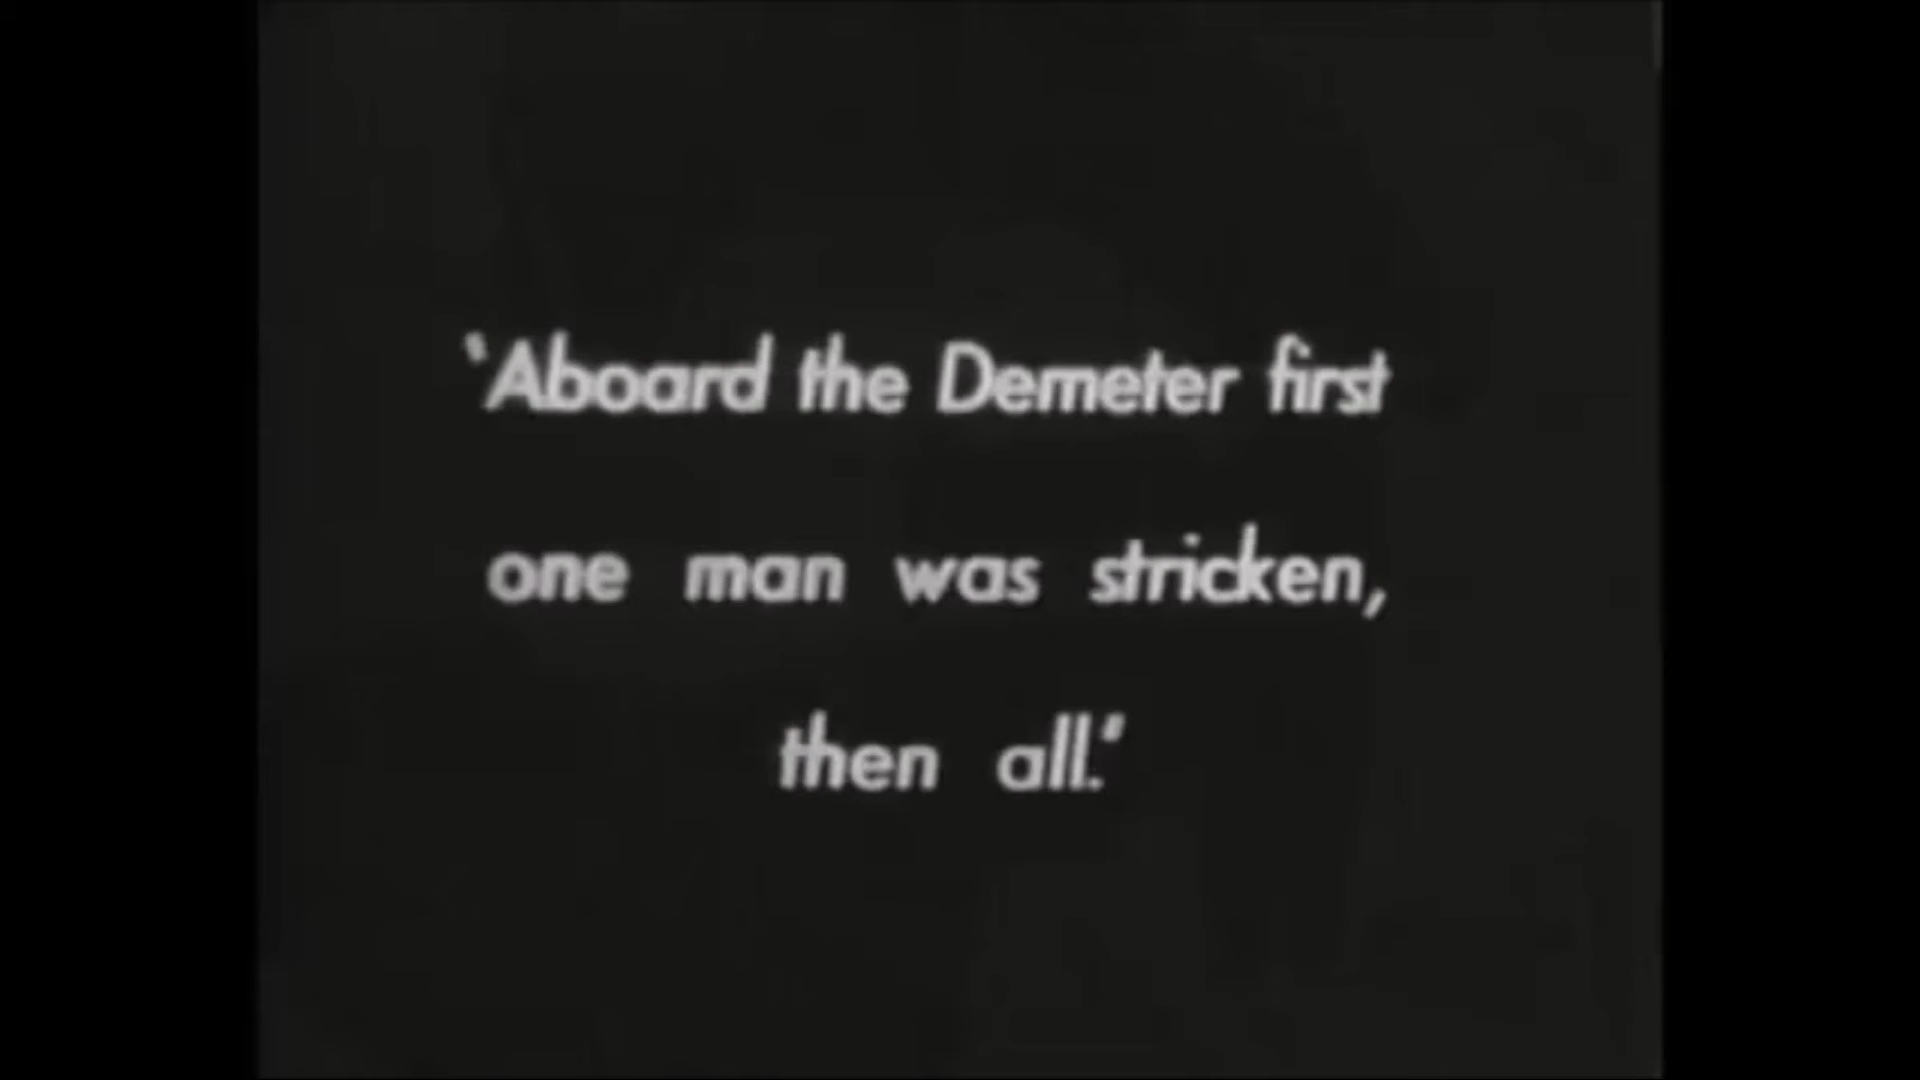 'Aboard the Demeter first
one man was stricken,
then all.'